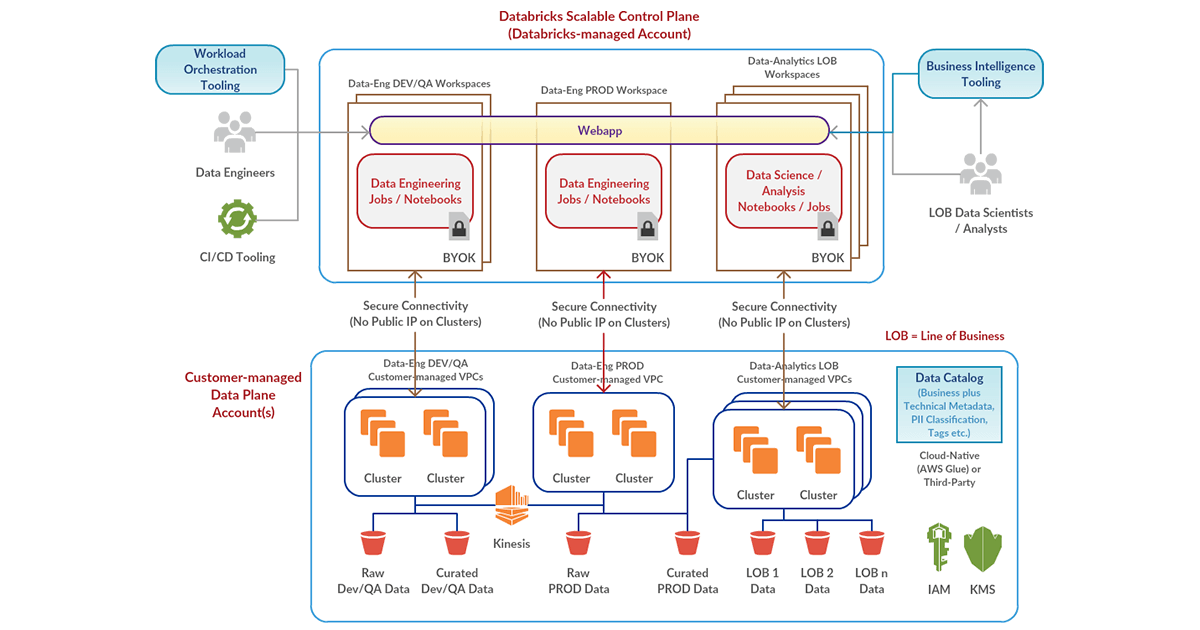 Databricks Scalable Control Plane
(Databricks-managed Account)
Workload
Orchestration
Tooling
Data Engineers
CI/CD Tooling
Data-Eng DEV/QA Workspaces
Data-Eng PROD Workspace
Data-Analytics LOB
Workspaces
Business Intelligence
Tooling
LOB Data Scientists
/ Analysts
Webapp
Data Engineering
Jobs / Notebooks
BYOK
Data Engineering
Jobs / Notebooks
BYOK
Data Science /
Analysis
Notebooks / Jobs
BYOK
Secure Connectivity
(No Public IP on Clusters)
Secure Connectivity
(No Public IP on Clusters)
Secure Connectivity
(No Public IP on Clusters)
LOB = Line of Business
Customer-managed
Data Plane
Account(s)
Data-Eng DEV/QA
Customer-managed VPCs
Data-Eng PROD
Customer-managed VPC
Data-Analytics LOB
Customer-managed VPCs
Cluster
Cluster
Cluster
Cluster
Cluster
Cluster
Data Catalog
(Business plus
Technical Metadata,
PII Classification,
Tags etc.)
Cloud-Native
(AWS Glue) or
Third-Party
Kinesis
Raw
Dev/QA Data
Curated
Dev/QA Data
Raw
PROD Data
Curated
PROD Data
LOB 1
Data
LOB 2
Data
LOB n
Data
IAM
KMS